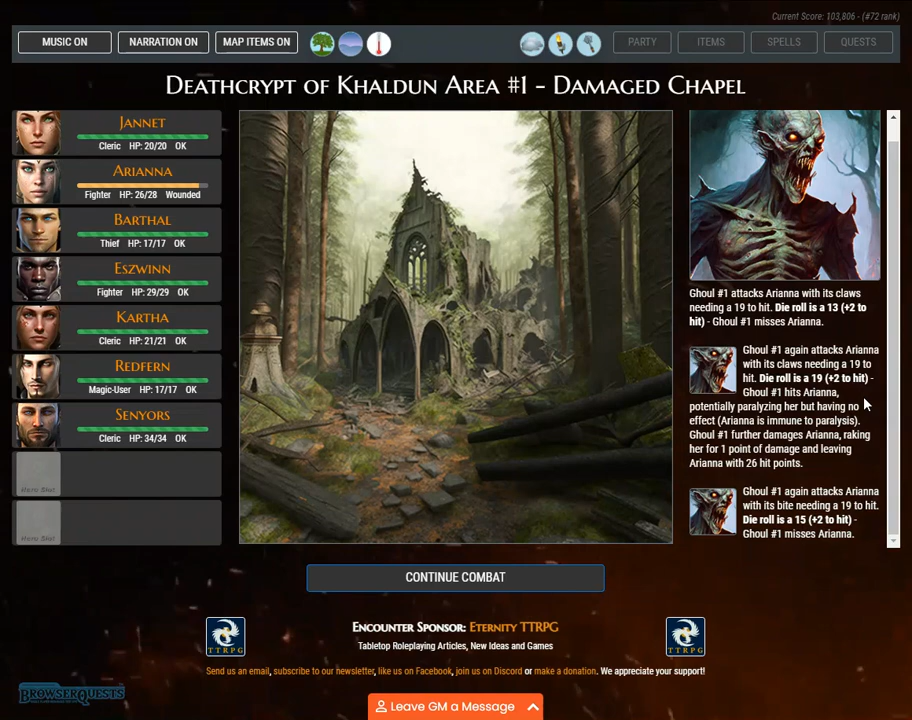 Current Score: 103,806 - (#72 rank)
MUSIC ON
NARRATION ON
MAP ITEMS ON
PARTY
ITEMS
SPELLS
QUESTS
Deathcrypt of Khaldun Area #1 - Damaged Chapel
Jannet
Cleric HP: 20/20 OK
Arianna
Fighter HP: 26/28 Wounded
Barthal
Thief HP: 17/17 OK
Eszwinn
Fighter HP: 29/29 OK
Kartha
Cleric HP: 21/21 OK
Redfern
Magic-User HP: 17/17 OK
Senyors
Cleric HP: 34/34 OK
Hero Slot
Hero Slot
Ghoul #1 attacks Arianna with its claws
needing a 19 to hit. Die roll is a 13 (+2 to
hit) - Ghoul #1 misses Arianna.
Ghoul #1 again attacks Arianna
with its claws needing a 19 to
hit. Die roll is a 19 (+2 to hit) -
Ghoul #1 hits Arianna,
potentially paralyzing her but having no
effect (Arianna is immune to paralysis).
Ghoul #1 further damages Arianna, raking
her for 1 point of damage and leaving
Arianna with 26 hit points.
Ghoul #1 again attacks Arianna
with its bite needing a 19 to hit.
Die roll is a 15 (+2 to hit) -
Ghoul #1 misses Arianna.
CONTINUE COMBAT
TTRPG
Encounter Sponsor: Eternity TTRPG
Tabletop Roleplaying Articles, New Ideas and Games
TTRPG
Send us an email, subscribe to our newsletter, like us on Facebook, join us on Discord or make a donation. We appreciate your support!
BrowserQuests
Leave GM a Message